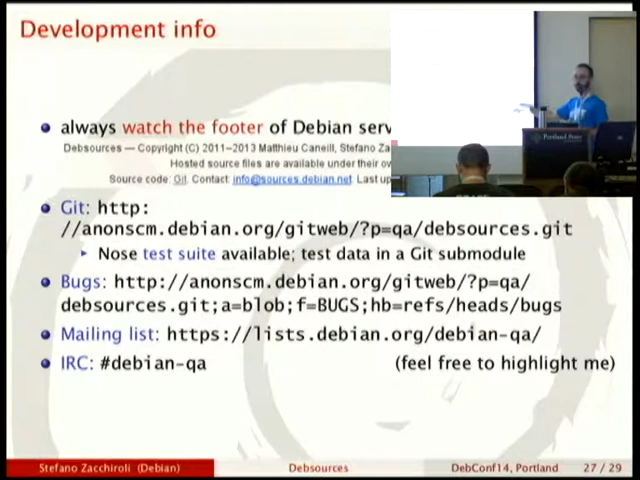 Development info
always watch the footer of Debian serv
Debsources — Copyright (C) 2011–2013 Matthieu Caneill, Stefano Za
Hosted source files are available under their ow
Source code: Git. Contact: info@sources.debian.net. Last up
Git: http:
//anonscm.debian.org/gitweb/?p=qa/debsources.git
Nose test suite available; test data in a Git submodule
Bugs: http://anonscm.debian.org/gitweb/?p=qa/
debsources.git;a=blob;f=BUGS;hb=refs/heads/bugs
Mailing list: https://lists.debian.org/debian-qa/
IRC: #debian-qa (feel free to highlight me)
Portland State
Stefano Zacchiroli (Debian) Debsources DebConf14, Portland 27 / 29